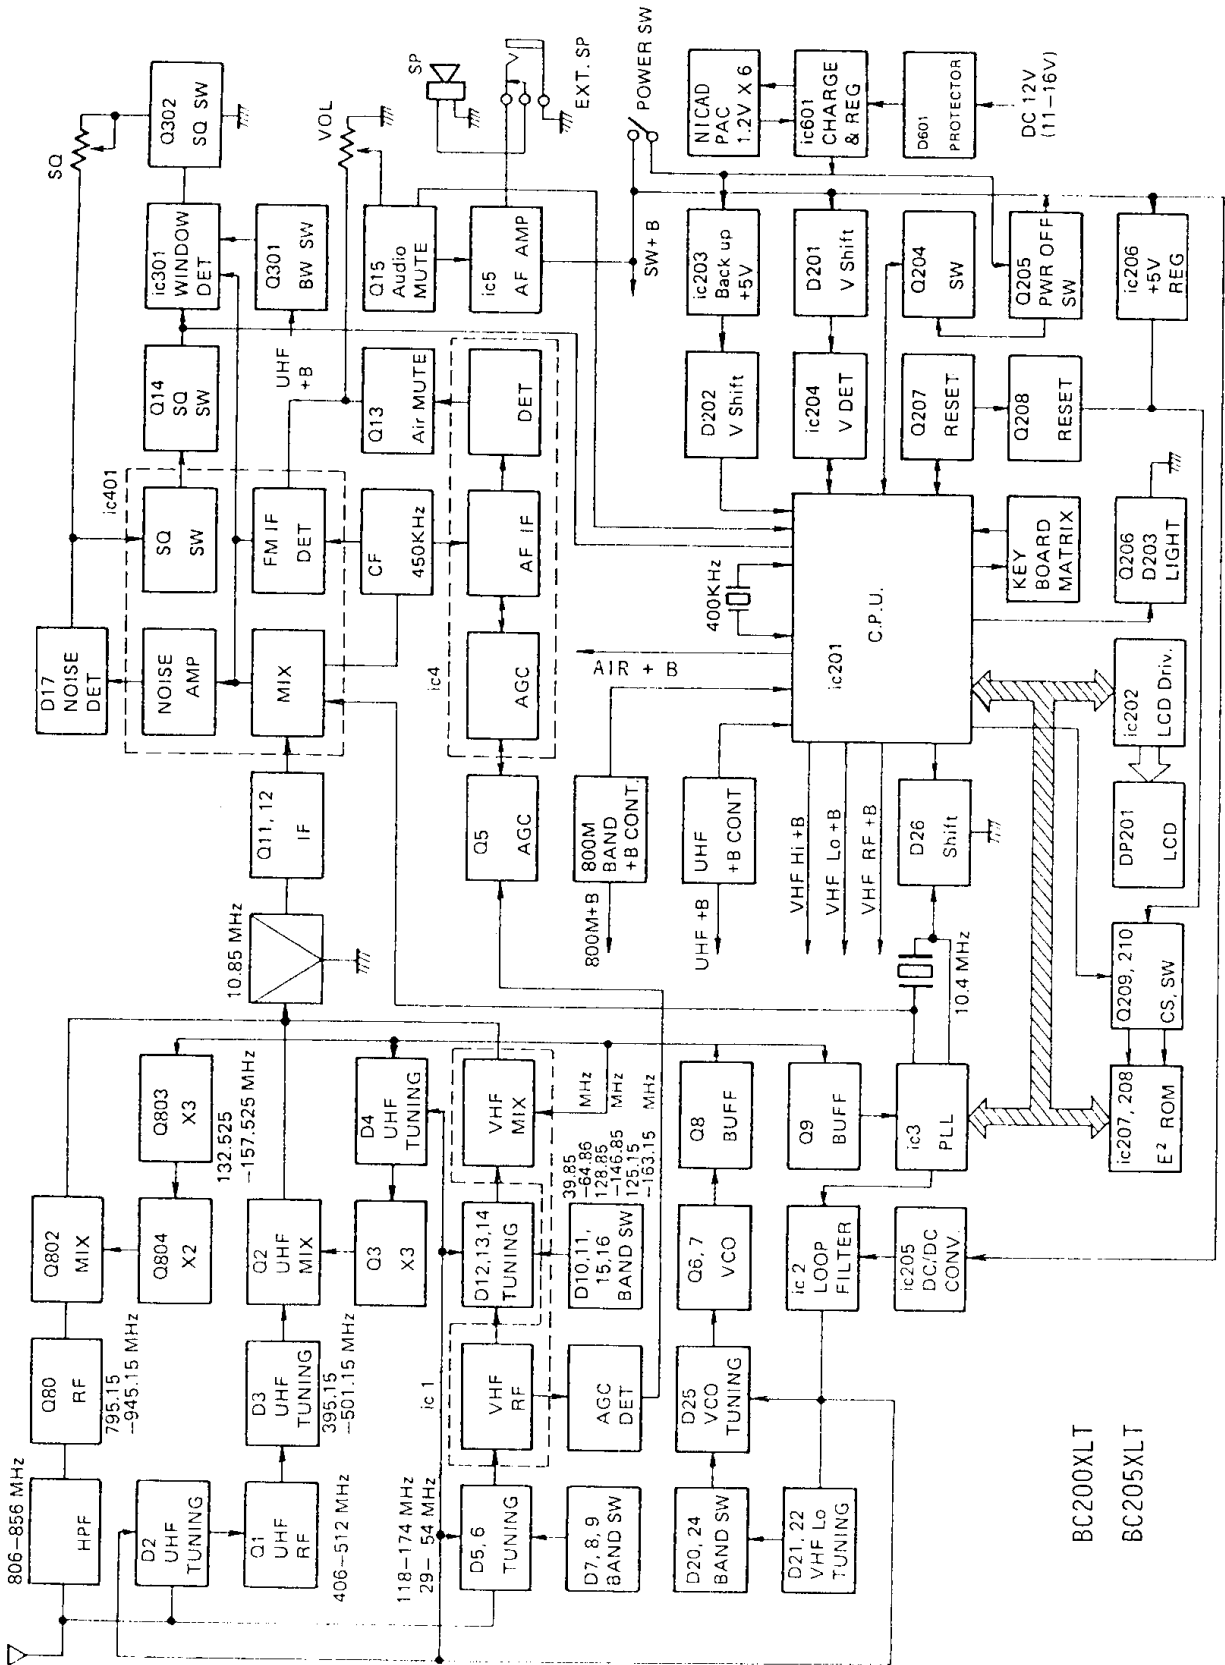 806–856 MHz
HPF
Q80
RF
795.15
–945.15 MHz
Q802
MIX
Q804
X2
Q803
X3
132.525
–157.525 MHz
D2
UHF
TUNING
Q1
UHF
RF
406–512 MHz
D3
UHF
TUNING
395.15
–501.15 MHz
Q2
UHF
MIX
Q3
X3
D4
UHF
TUNING
118–174 MHz
29– 54 MHz
D5, 6
TUNING
D7, 8, 9
BAND SW
ic 1
VHF
RF
AGC
DET
D12, 13, 14
TUNING
D10, 11,
15, 16
BAND SW
VHF
MIX
39.85
–64.86 MHz
128.85
–146.85 MHz
125.15
–163.15 MHz
D20, 24
BAND SW
D21, 22
VHF Lo
TUNING
D25
VCO
TUNING
Q6, 7
VCO
Q8
BUFF
Q9
BUFF
ic 2
LOOP
FILTER
ic205
DC/DC
CONV.
ic3
PLL
10.4 MHz
10.85 MHz
Q11, 12
IF
D17
NOISE
DET
NOISE
AMP
MIX
ic401
SQ
SW
FM IF
DET
CF
450KHz
Q14
SQ
SW
ic301
WINDOW
DET
Q302
SQ SW
SQ
Q301
BW SW
UHF
+B
VOL
Q13
Air MUTE
Q15
Audio
MUTE
ic5
AF AMP
SP
EXT. SP
ic4
Q5
AGC
AGC
AF IF
DET
800M
BAND
+B CONT.
800M+B
UHF
+B CONT
UHF +B
AIR + B
VHF Hi +B
VHF Lo +B
VHF RF +B
D26
Shift
400KHz
ic201
C.P.U.
SW+B
POWER SW
NICAD
PAC
1.2V X 6
ic601
CHARGE
& REG
D601
PROTECTOR
DC 12V
(11–16V)
ic203
Back up
+5V
D202
V Shift
D201
V Shift
ic204
V DET
Q204
SW
Q205
PWR OFF
SW
ic206
+5V
REG
Q207
RESET
Q208
RESET
KEY
BOARD
MATRIX
Q206
D203
LIGHT
ic202
LCD Driv.
DP201
LCD
Q209, 210
CS, SW
ic207, 208
E² ROM
BC200XLT
BC205XLT